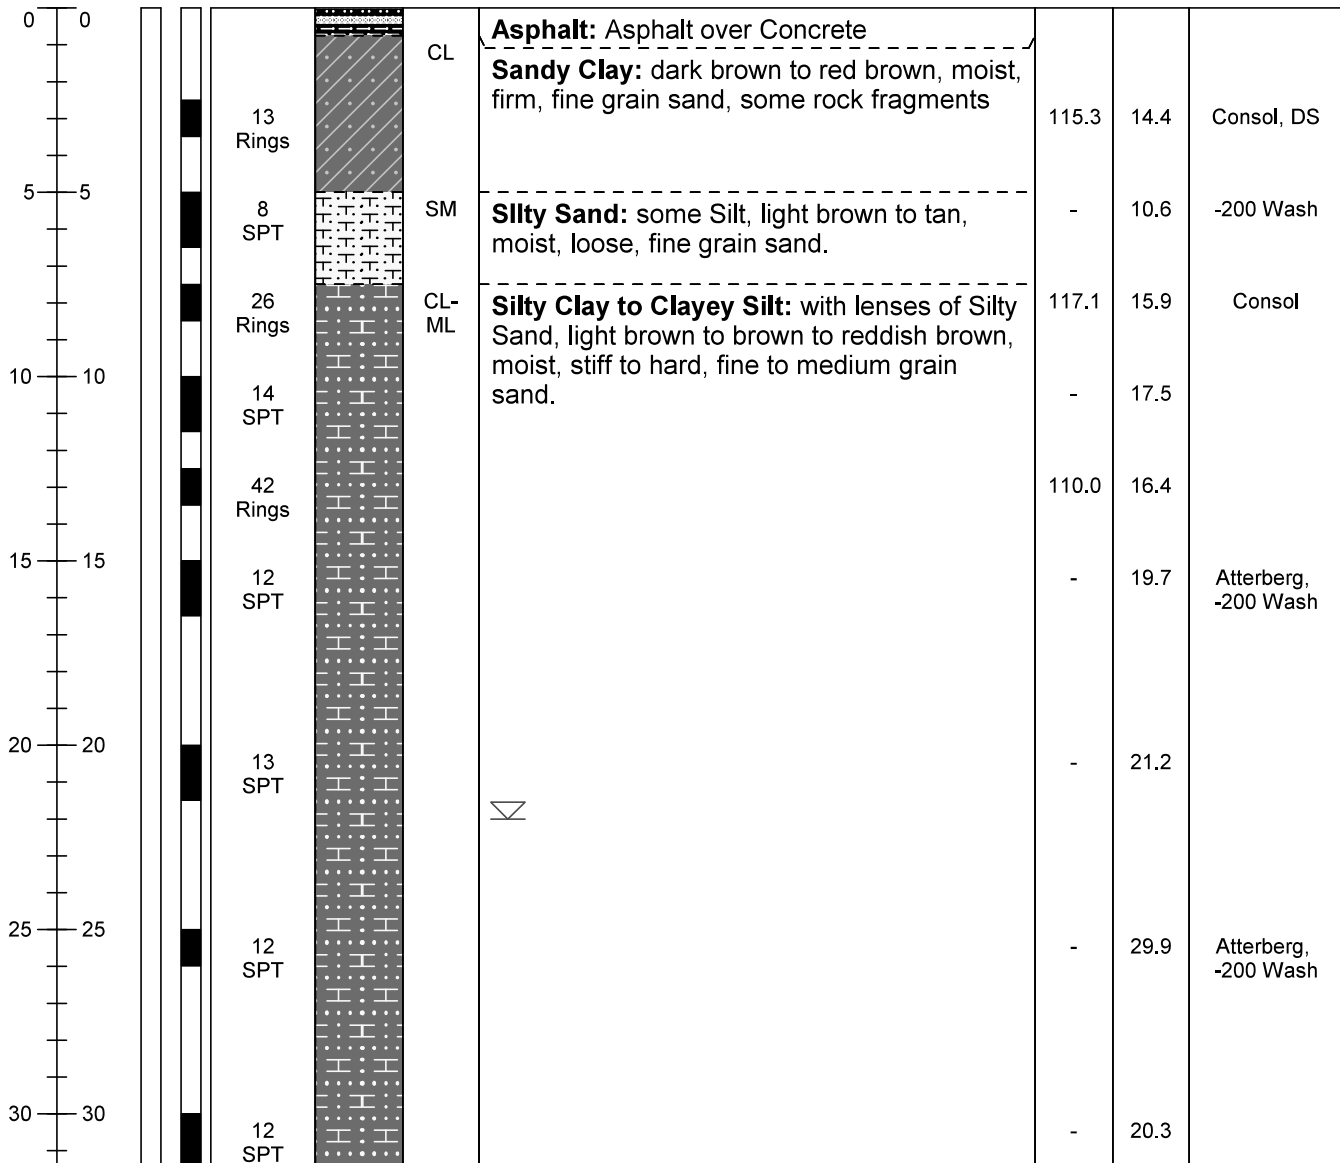 0 0
Asphalt: Asphalt over Concrete
CL
Sandy Clay: dark brown to red brown, moist,
firm, fine grain sand, some rock fragments
13
Rings
115.3 14.4 Consol, DS
5 5
8
SPT
SM
SIlty Sand: some Silt, light brown to tan,
moist, loose, fine grain sand.
- 10.6 -200 Wash
26
Rings
CL-
ML
Silty Clay to Clayey Silt: with lenses of Silty
Sand, light brown to brown to reddish brown,
moist, stiff to hard, fine to medium grain
sand.
117.1 15.9 Consol
10 10
14
SPT
- 17.5
42
Rings
110.0 16.4
15 15
12
SPT
- 19.7 Atterberg,
-200 Wash
20 20
13
SPT
- 21.2
25 25
12
SPT
- 29.9 Atterberg,
-200 Wash
30 30
12
SPT
- 20.3